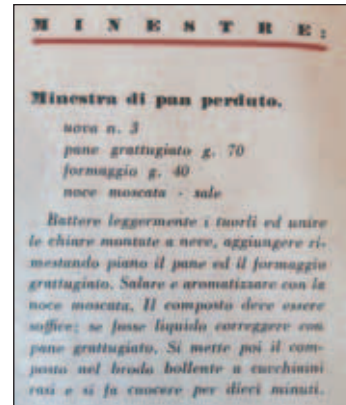 MINESTRE:
Minestra di pan perduto.
uova n. 3
pane grattugiato g. 70
formaggio g. 40
noce moscata - sale
Battere leggermente i tuorli ed unire
le chiare montate a neve, aggiungere ri-
mestando piano il pane ed il formaggio
grattugiato. Salare e aromatizzare con la
noce moscata. Il composto deve essere
soffice; se fosse liquido correggere con
pane grattugiato. Si mette poi il com-
posto nel brodo bollente a cucchiaini
rasi e si fa cuocere per dieci minuti.